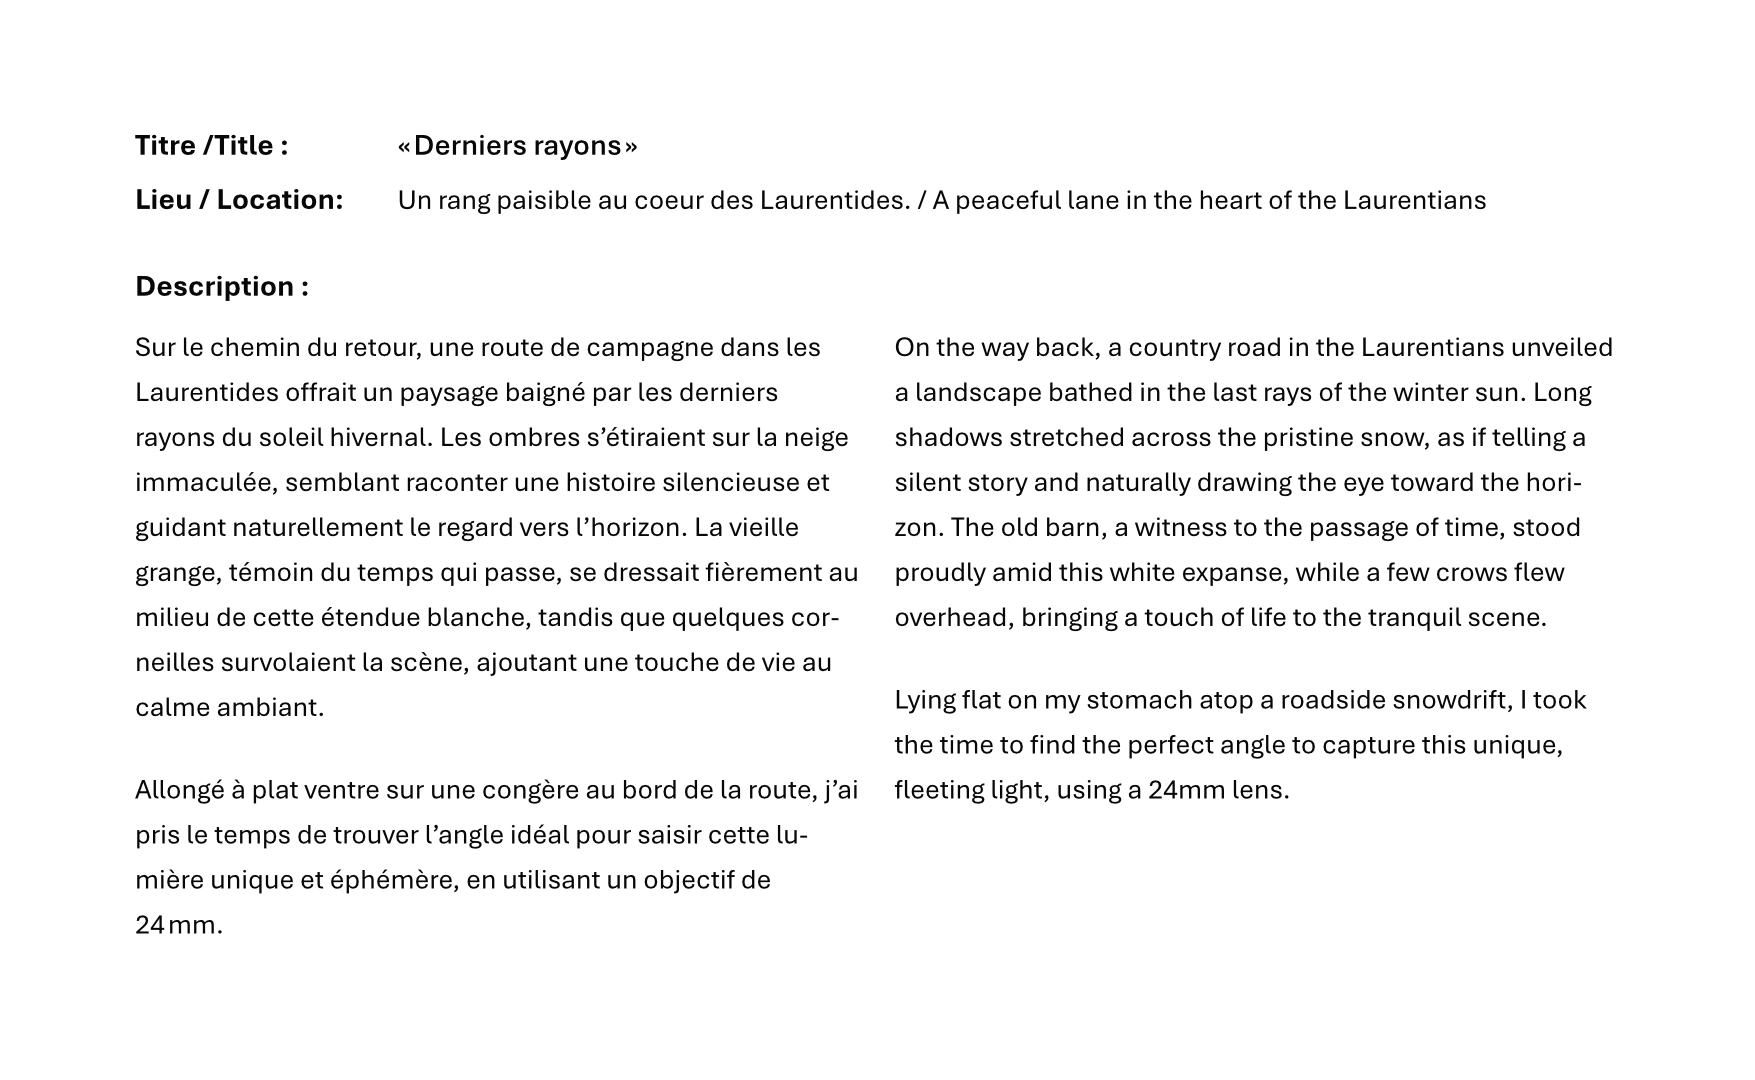 Titre /Title : «Derniers rayons»
Lieu / Location: Un rang paisible au coeur des Laurentides. / A peaceful lane in the heart of the Laurentians
Description :
Sur le chemin du retour, une route de campagne dans les
Laurentides offrait un paysage baigné par les derniers
rayons du soleil hivernal. Les ombres s’étiraient sur la neige
immaculée, semblant raconter une histoire silencieuse et
guidant naturellement le regard vers l’horizon. La vieille
grange, témoin du temps qui passe, se dressait fièrement au
milieu de cette étendue blanche, tandis que quelques cor-
neilles survolaient la scène, ajoutant une touche de vie au
calme ambiant.
Allongé à plat ventre sur une congère au bord de la route, j’ai
pris le temps de trouver l’angle idéal pour saisir cette lu-
mière unique et éphémère, en utilisant un objectif de
24 mm.
On the way back, a country road in the Laurentians unveiled
a landscape bathed in the last rays of the winter sun. Long
shadows stretched across the pristine snow, as if telling a
silent story and naturally drawing the eye toward the hori-
zon. The old barn, a witness to the passage of time, stood
proudly amid this white expanse, while a few crows flew
overhead, bringing a touch of life to the tranquil scene.
Lying flat on my stomach atop a roadside snowdrift, I took
the time to find the perfect angle to capture this unique,
fleeting light, using a 24mm lens.